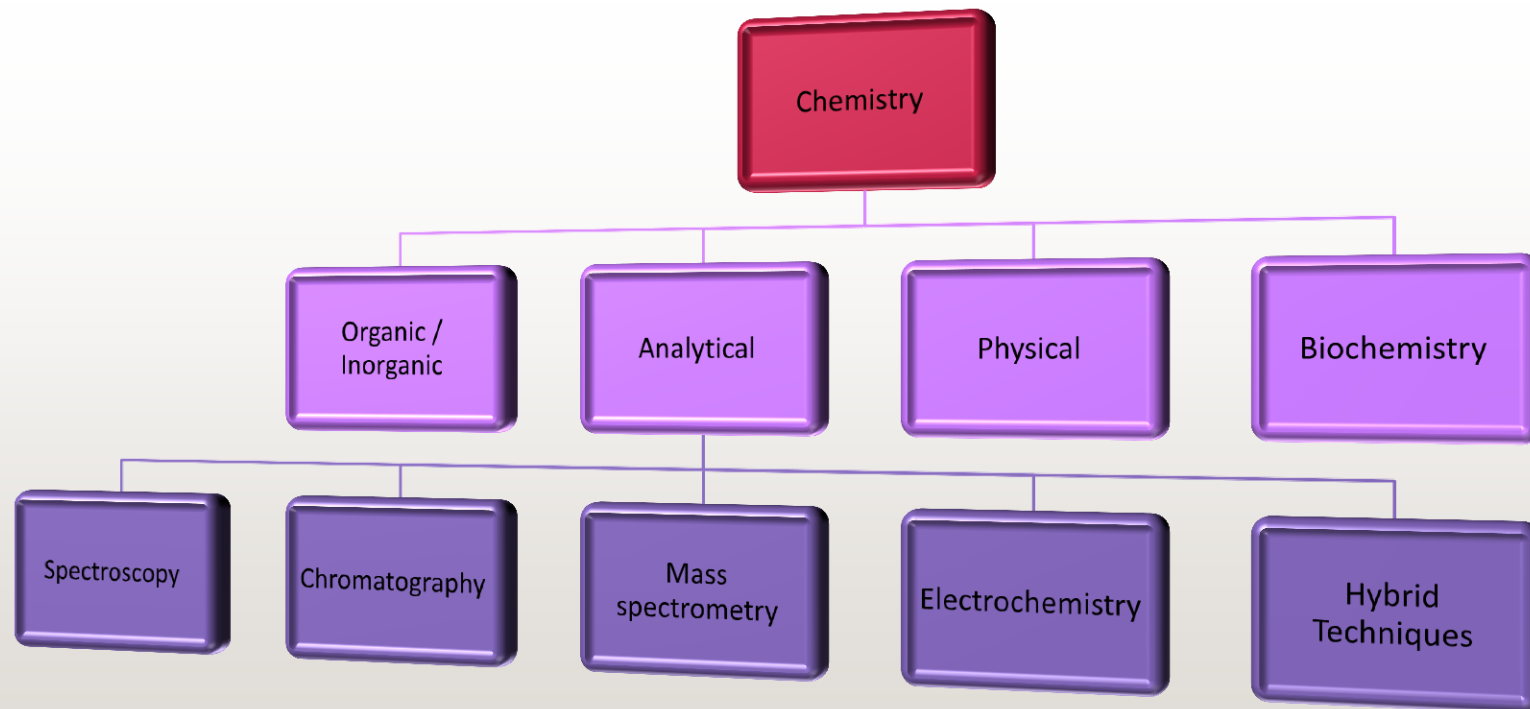 Chemistry
Organic /
Inorganic
Analytical
Physical
Biochemistry
Spectroscopy
Chromatography
Mass
spectrometry
Electrochemistry
Hybrid
Techniques